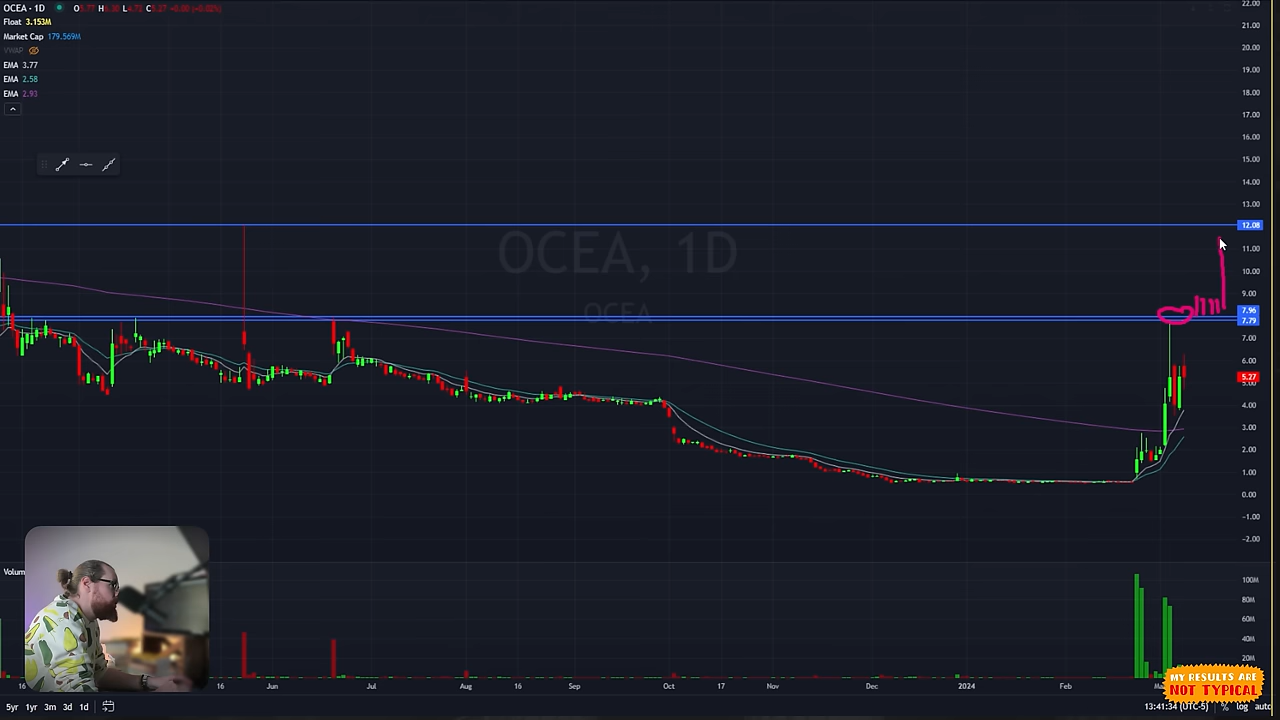 OCEA · 1D
Float 3.153M
Market Cap 179.569M
VWAP
EMA 3.77
EMA 2.58
EMA 2.93
OCEA, 1D
OCEA
22.00
21.00
20.00
19.00
18.00
17.00
16.00
15.00
14.00
13.00
12.08
11.00
10.00
9.00
7.96
7.79
7.00
6.00
5.27
5.00
4.00
3.00
2.00
1.00
0.00
−1.00
−2.00
Volum
100M
80M
60M
40M
20M
16 16 Jun Jul Aug 16 Sep Oct 17 Nov Dec 2024 Feb
MY RESULTS ARE
NOT TYPICAL
5yr 1yr 3m 3d 1d 13:41:34 (UTC-5) % log auto